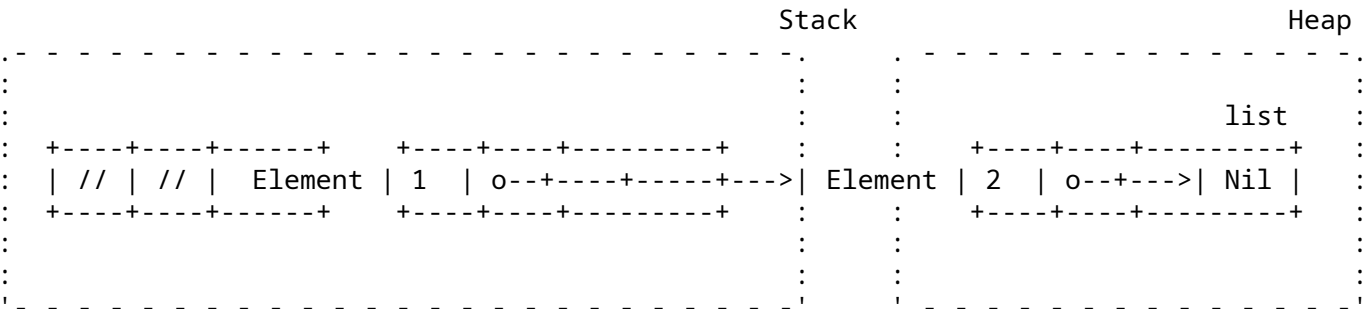 Stack Heap
.- - - - - - - - - - - - - - - - - - - - - - - - -. . - - - - - - - - - - - - - -.
: : : :
: : : list :
: +----+----+------+ +----+----+---------+ : : +----+----+---------+ :
: | // | // | Element | 1 | o--+----+-----+--->| Element | 2 | o--+--->| Nil | :
: +----+----+------+ +----+----+---------+ : : +----+----+---------+ :
: : : :
: : : :
'- - - - - - - - - - - - - - - - - - - - - - - - -' ' - - - - - - - - - - - - - -'